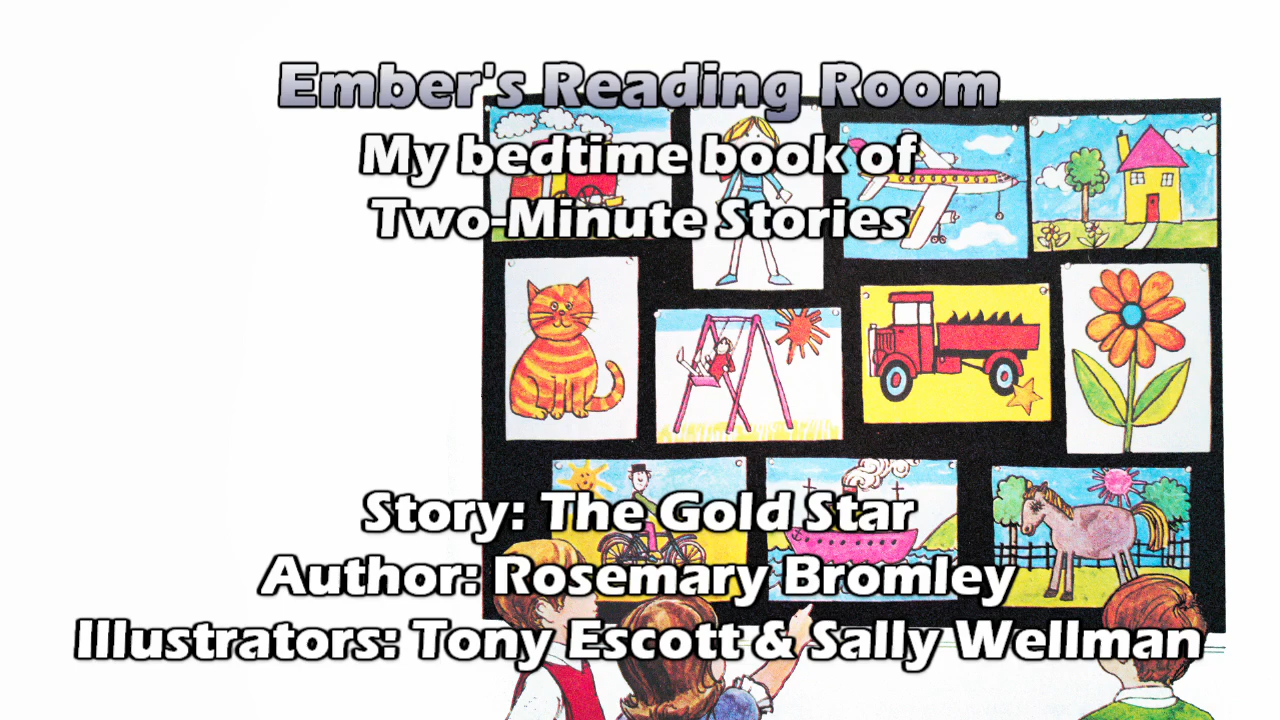 Ember's Reading Room
My bedtime book of
Two-Minute Stories
Story: The Gold Star
Author: Rosemary Bromley
Illustrators: Tony Escott & Sally Wellman